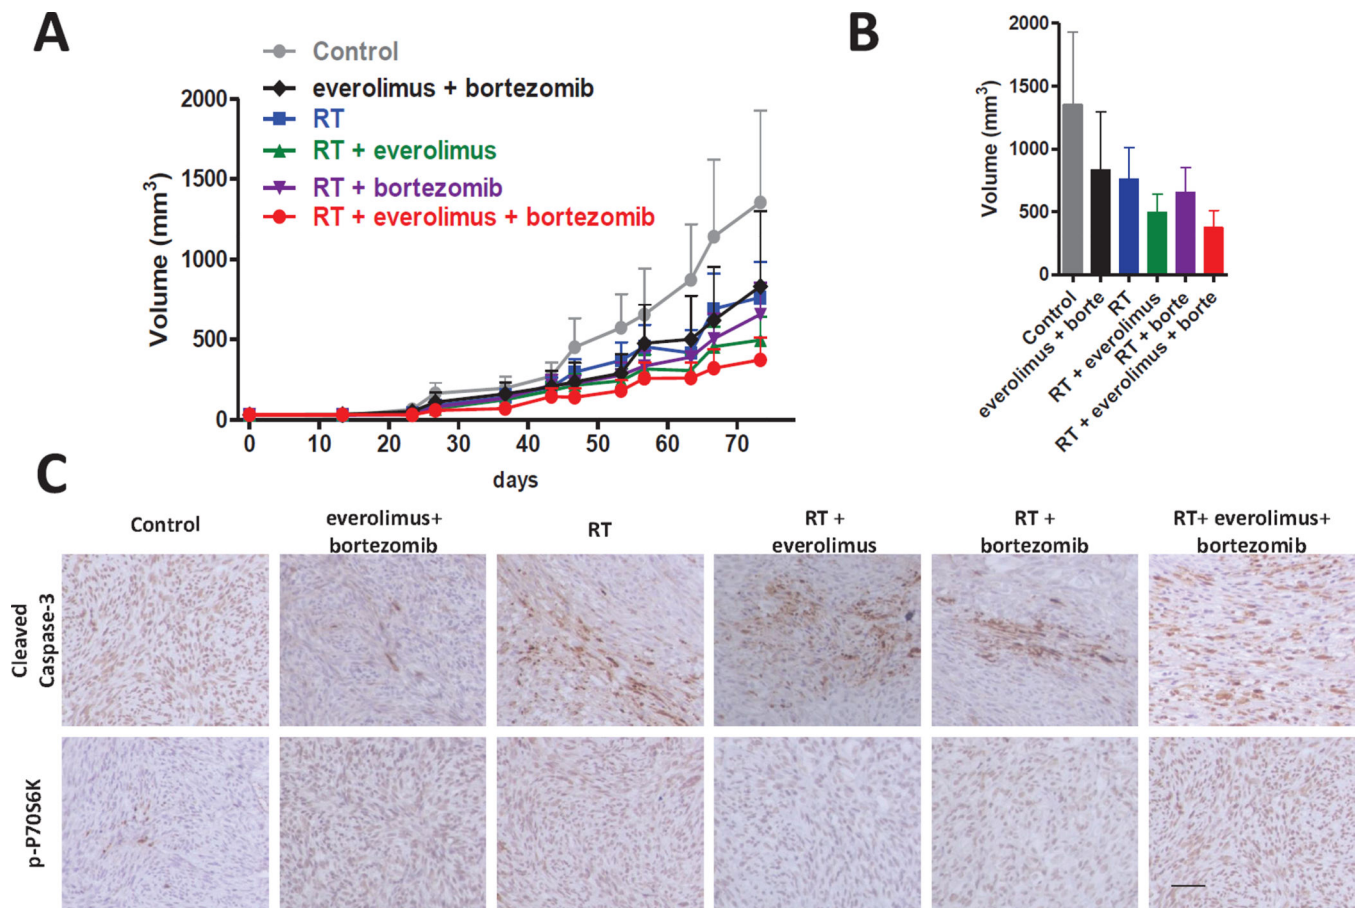 A
Control
everolimus + bortezomib
RT
RT + everolimus
RT + bortezomib
RT + everolimus + bortezomib
Volume (mm³)
2000
1500
1000
500
0
0 10 20 30 40 50 60 70
days
B
Volume (mm³)
2000
1500
1000
500
0
Control
everolimus + borte
RT
RT + everolimus
RT + borte
RT + everolimus + borte
C
Control
everolimus+
bortezomib
RT
RT +
everolimus
RT +
bortezomib
RT+ everolimus+
bortezomib
Cleaved
Caspase-3
p-P70S6K